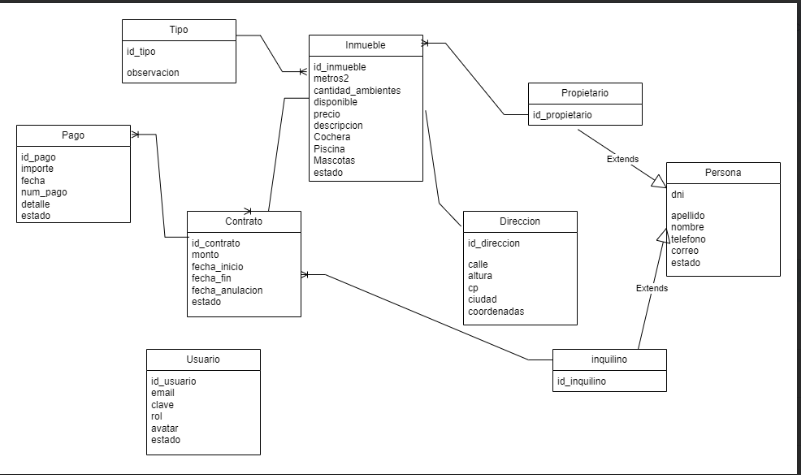 Tipo
id_tipo
observacion
Inmueble
id_inmueble
metros2
cantidad_ambientes
disponible
precio
descripcion
Cochera
Piscina
Mascotas
estado
Propietario
id_propietario
Extends
Pago
id_pago
importe
fecha
num_pago
detalle
estado
Persona
dni
apellido
nombre
telefono
correo
estado
Contrato
id_contrato
monto
fecha_inicio
fecha_fin
fecha_anulacion
estado
Direccion
id_direccion
calle
altura
cp
ciudad
coordenadas
Extends
Usuario
id_usuario
email
clave
rol
avatar
estado
inquilino
id_inquilino